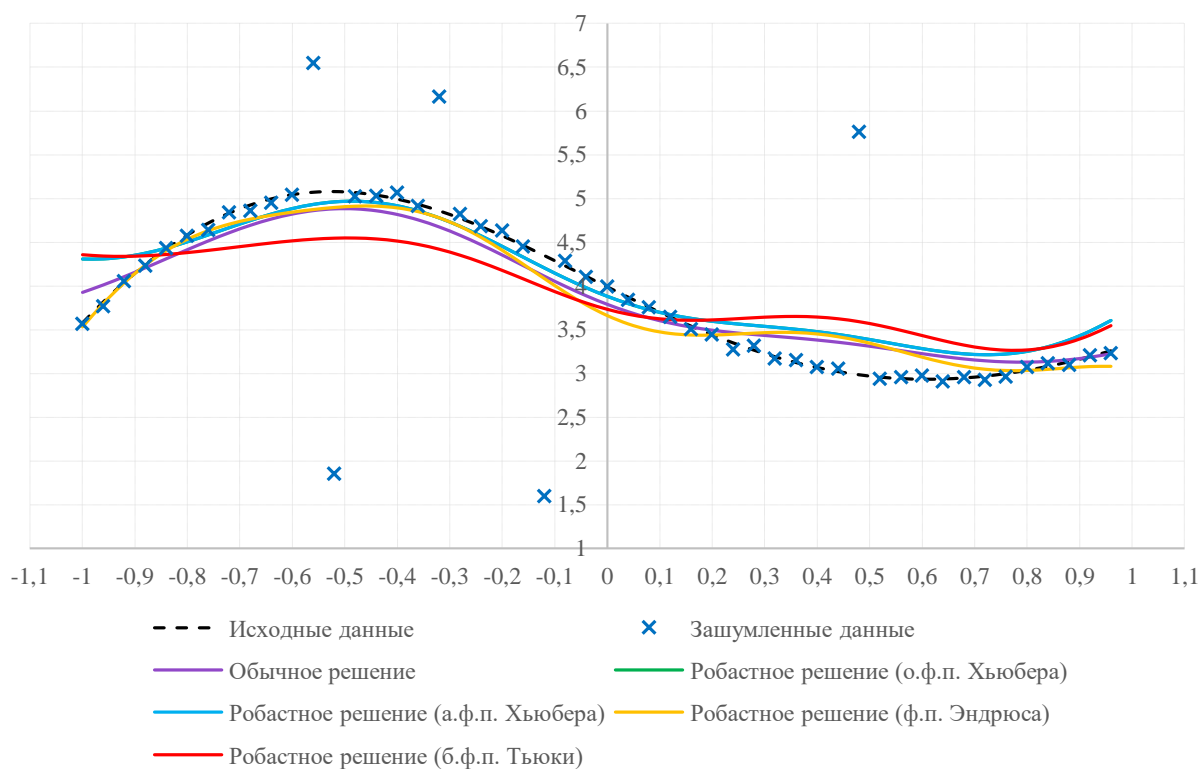 7
6,5
6
5,5
5
4,5
4
3,5
3
2,5
2
1,5
1
-1,1 -1 -0,9 -0,8 -0,7 -0,6 -0,5 -0,4 -0,3 -0,2 -0,1 0 0,1 0,2 0,3 0,4 0,5 0,6 0,7 0,8 0,9 1 1,1
Исходные данные Зашумленные данные
Обычное решение Робастное решение (о.ф.п. Хьюбера)
Робастное решение (а.ф.п. Хьюбера) Робастное решение (ф.п. Эндрюса)
Робастное решение (б.ф.п. Тьюки)